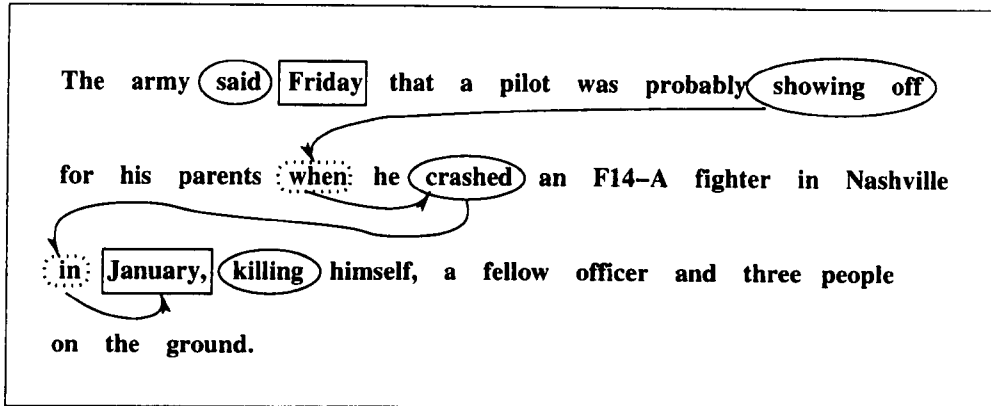 The army said Friday that a pilot was probably showing off
for his parents when he crashed an F14-A fighter in Nashville
in January, killing himself, a fellow officer and three people
on the ground.